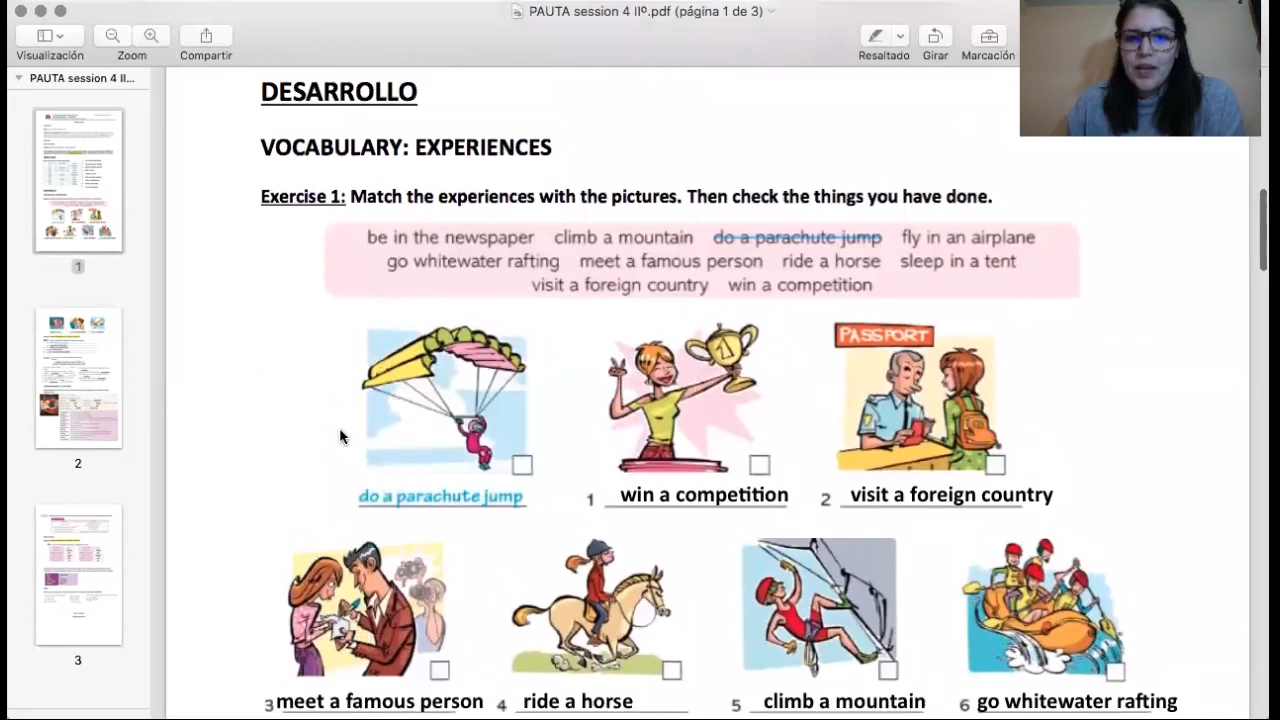 PAUTA session 4 IIº.pdf (página 1 de 3)
Visualización
Zoom
Compartir
Resaltado
Girar
Marcación
PAUTA session 4 II...
1
2
3
DESARROLLO
VOCABULARY: EXPERIENCES
Exercise 1: Match the experiences with the pictures. Then check the things you have done.
be in the newspaper climb a mountain do a parachute jump fly in an airplane
go whitewater rafting meet a famous person ride a horse sleep in a tent
visit a foreign country win a competition
PASSPORT
1
do a parachute jump
1 win a competition
2 visit a foreign country
3 meet a famous person
4 ride a horse
5 climb a mountain
6 go whitewater rafting